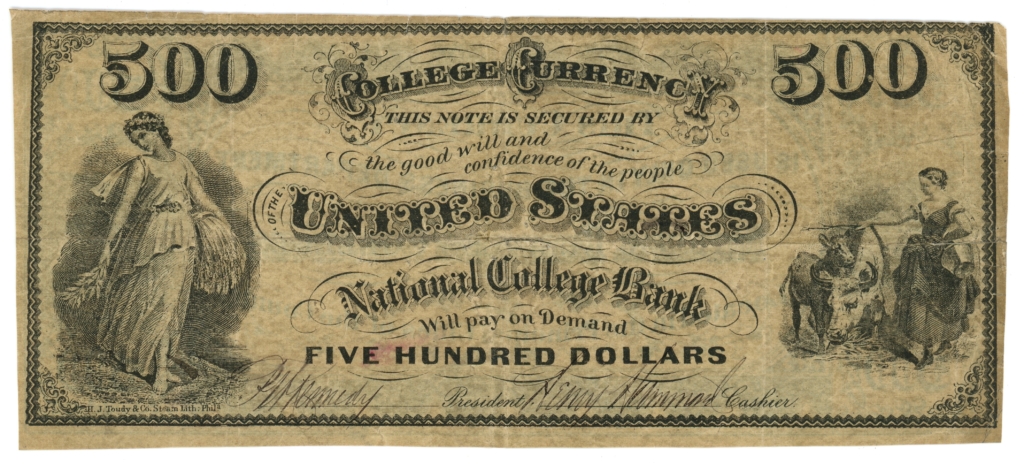 500
500
COLLEGE CURRENCY
THIS NOTE IS SECURED BY
the good will and
confidence of the people
OF THE
UNITED STATES
National College Bank
Will pay on Demand
FIVE HUNDRED DOLLARS
President
Cashier.
H. J. Toudy & Co. Steam lith: Phila